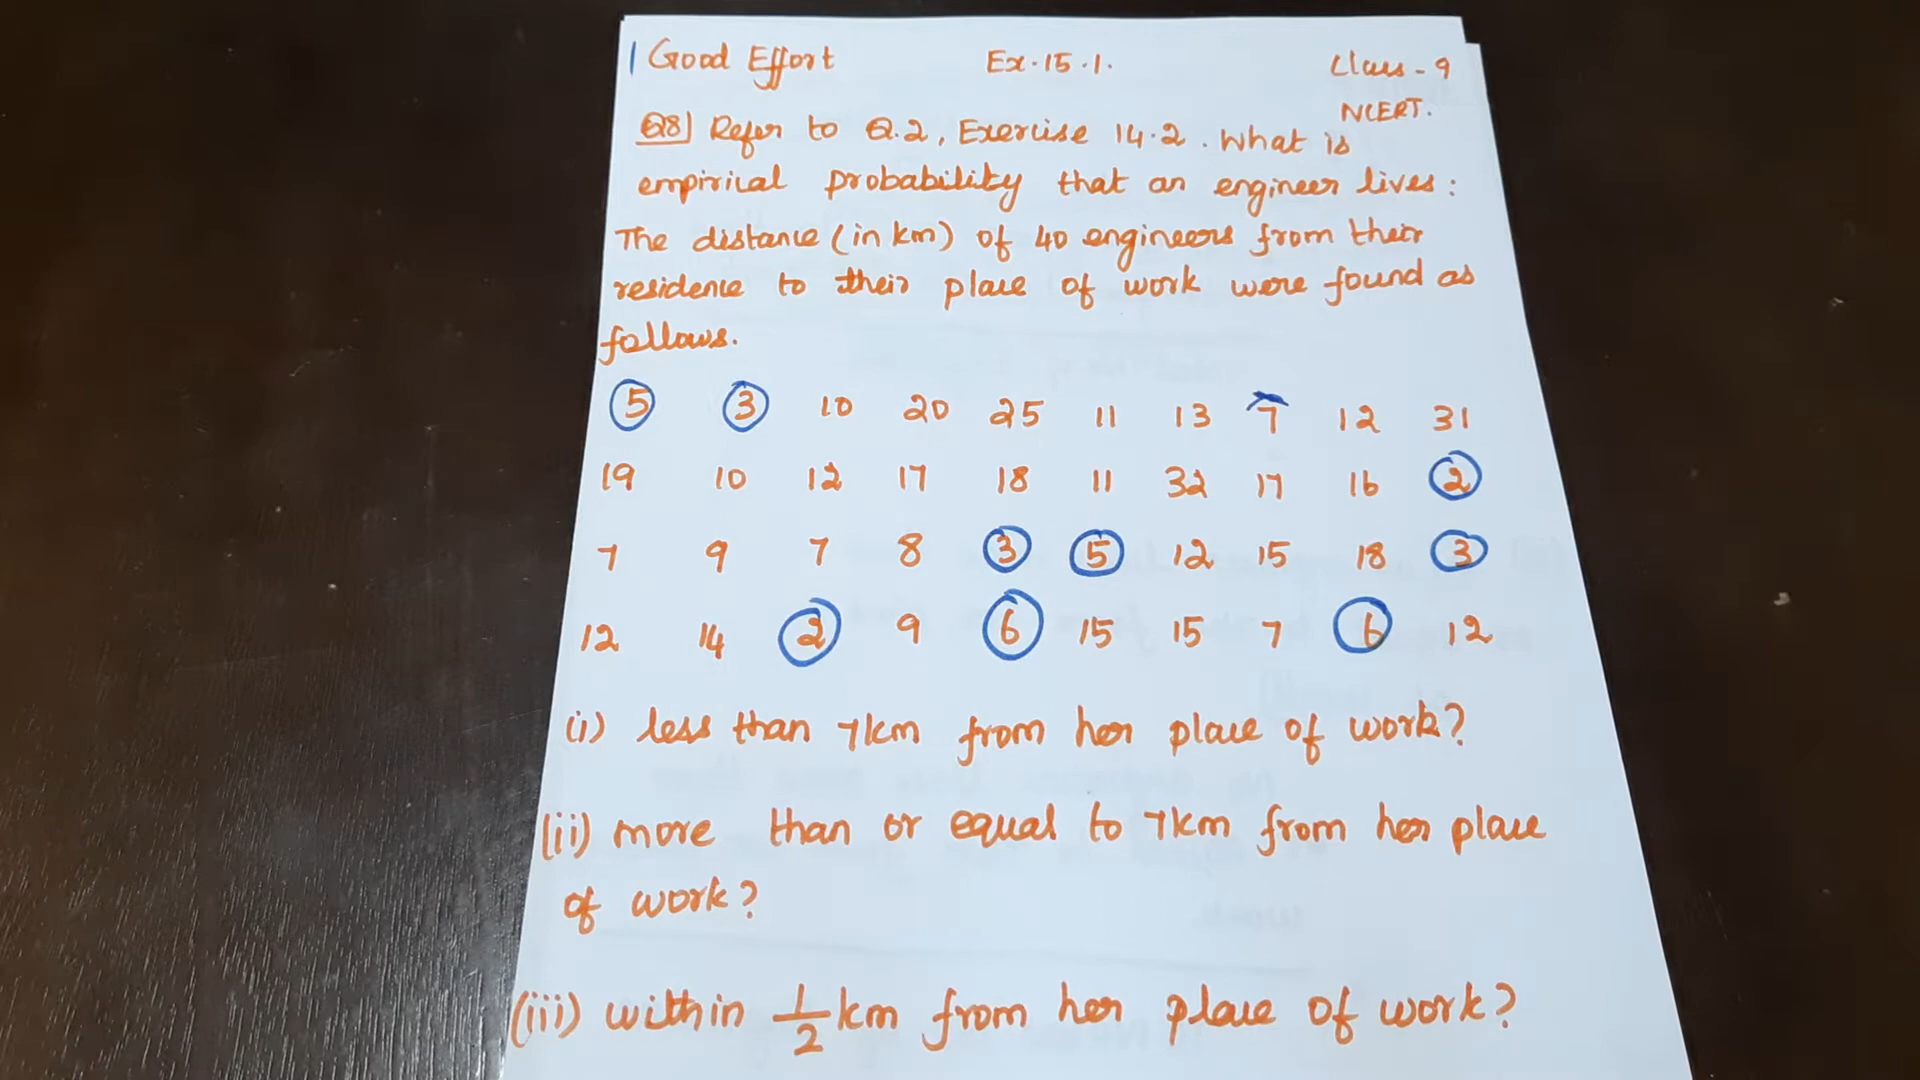 Good Effort Ex.15.1. Class-9
NCERT.
Q8] Refer to Q.2, Exercise 14.2. What is
empirical probability that an engineer lives:
The distance (in km) of 40 engineers from their
residence to their place of work were found as
follows.
5 3 10 20 25 11 13 7 12 31
19 10 12 17 18 11 32 17 16 2
7 9 7 8 3 5 12 15 18 3
12 14 2 9 6 15 15 7 6 12
(i) less than 7km from her place of work?
(ii) more than or equal to 7km from her place
of work?
(iii) within 1/2 km from her place of work?